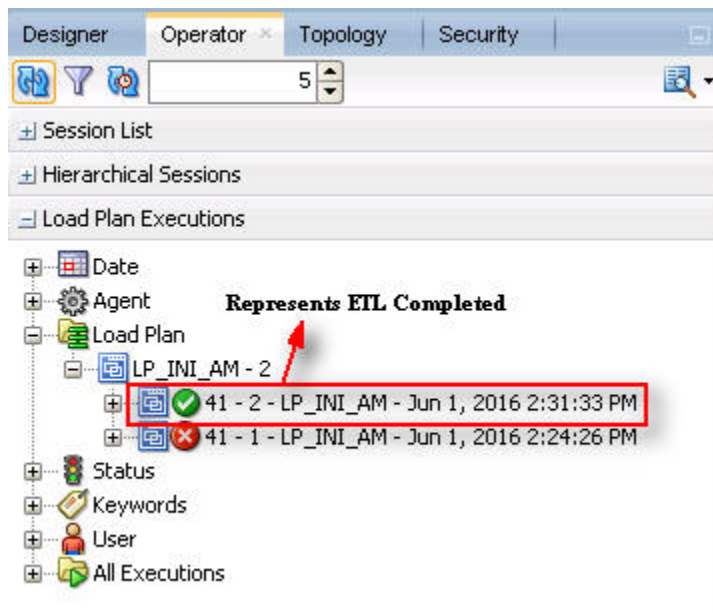 Designer Operator Topology Security
5
Session List
Hierarchical Sessions
Load Plan Executions
Date
Agent
Represents ETL Completed
Load Plan
LP_INI_AM - 2
41 - 2 - LP_INI_AM - Jun 1, 2016 2:31:33 PM
41 - 1 - LP_INI_AM - Jun 1, 2016 2:24:26 PM
Status
Keywords
User
All Executions